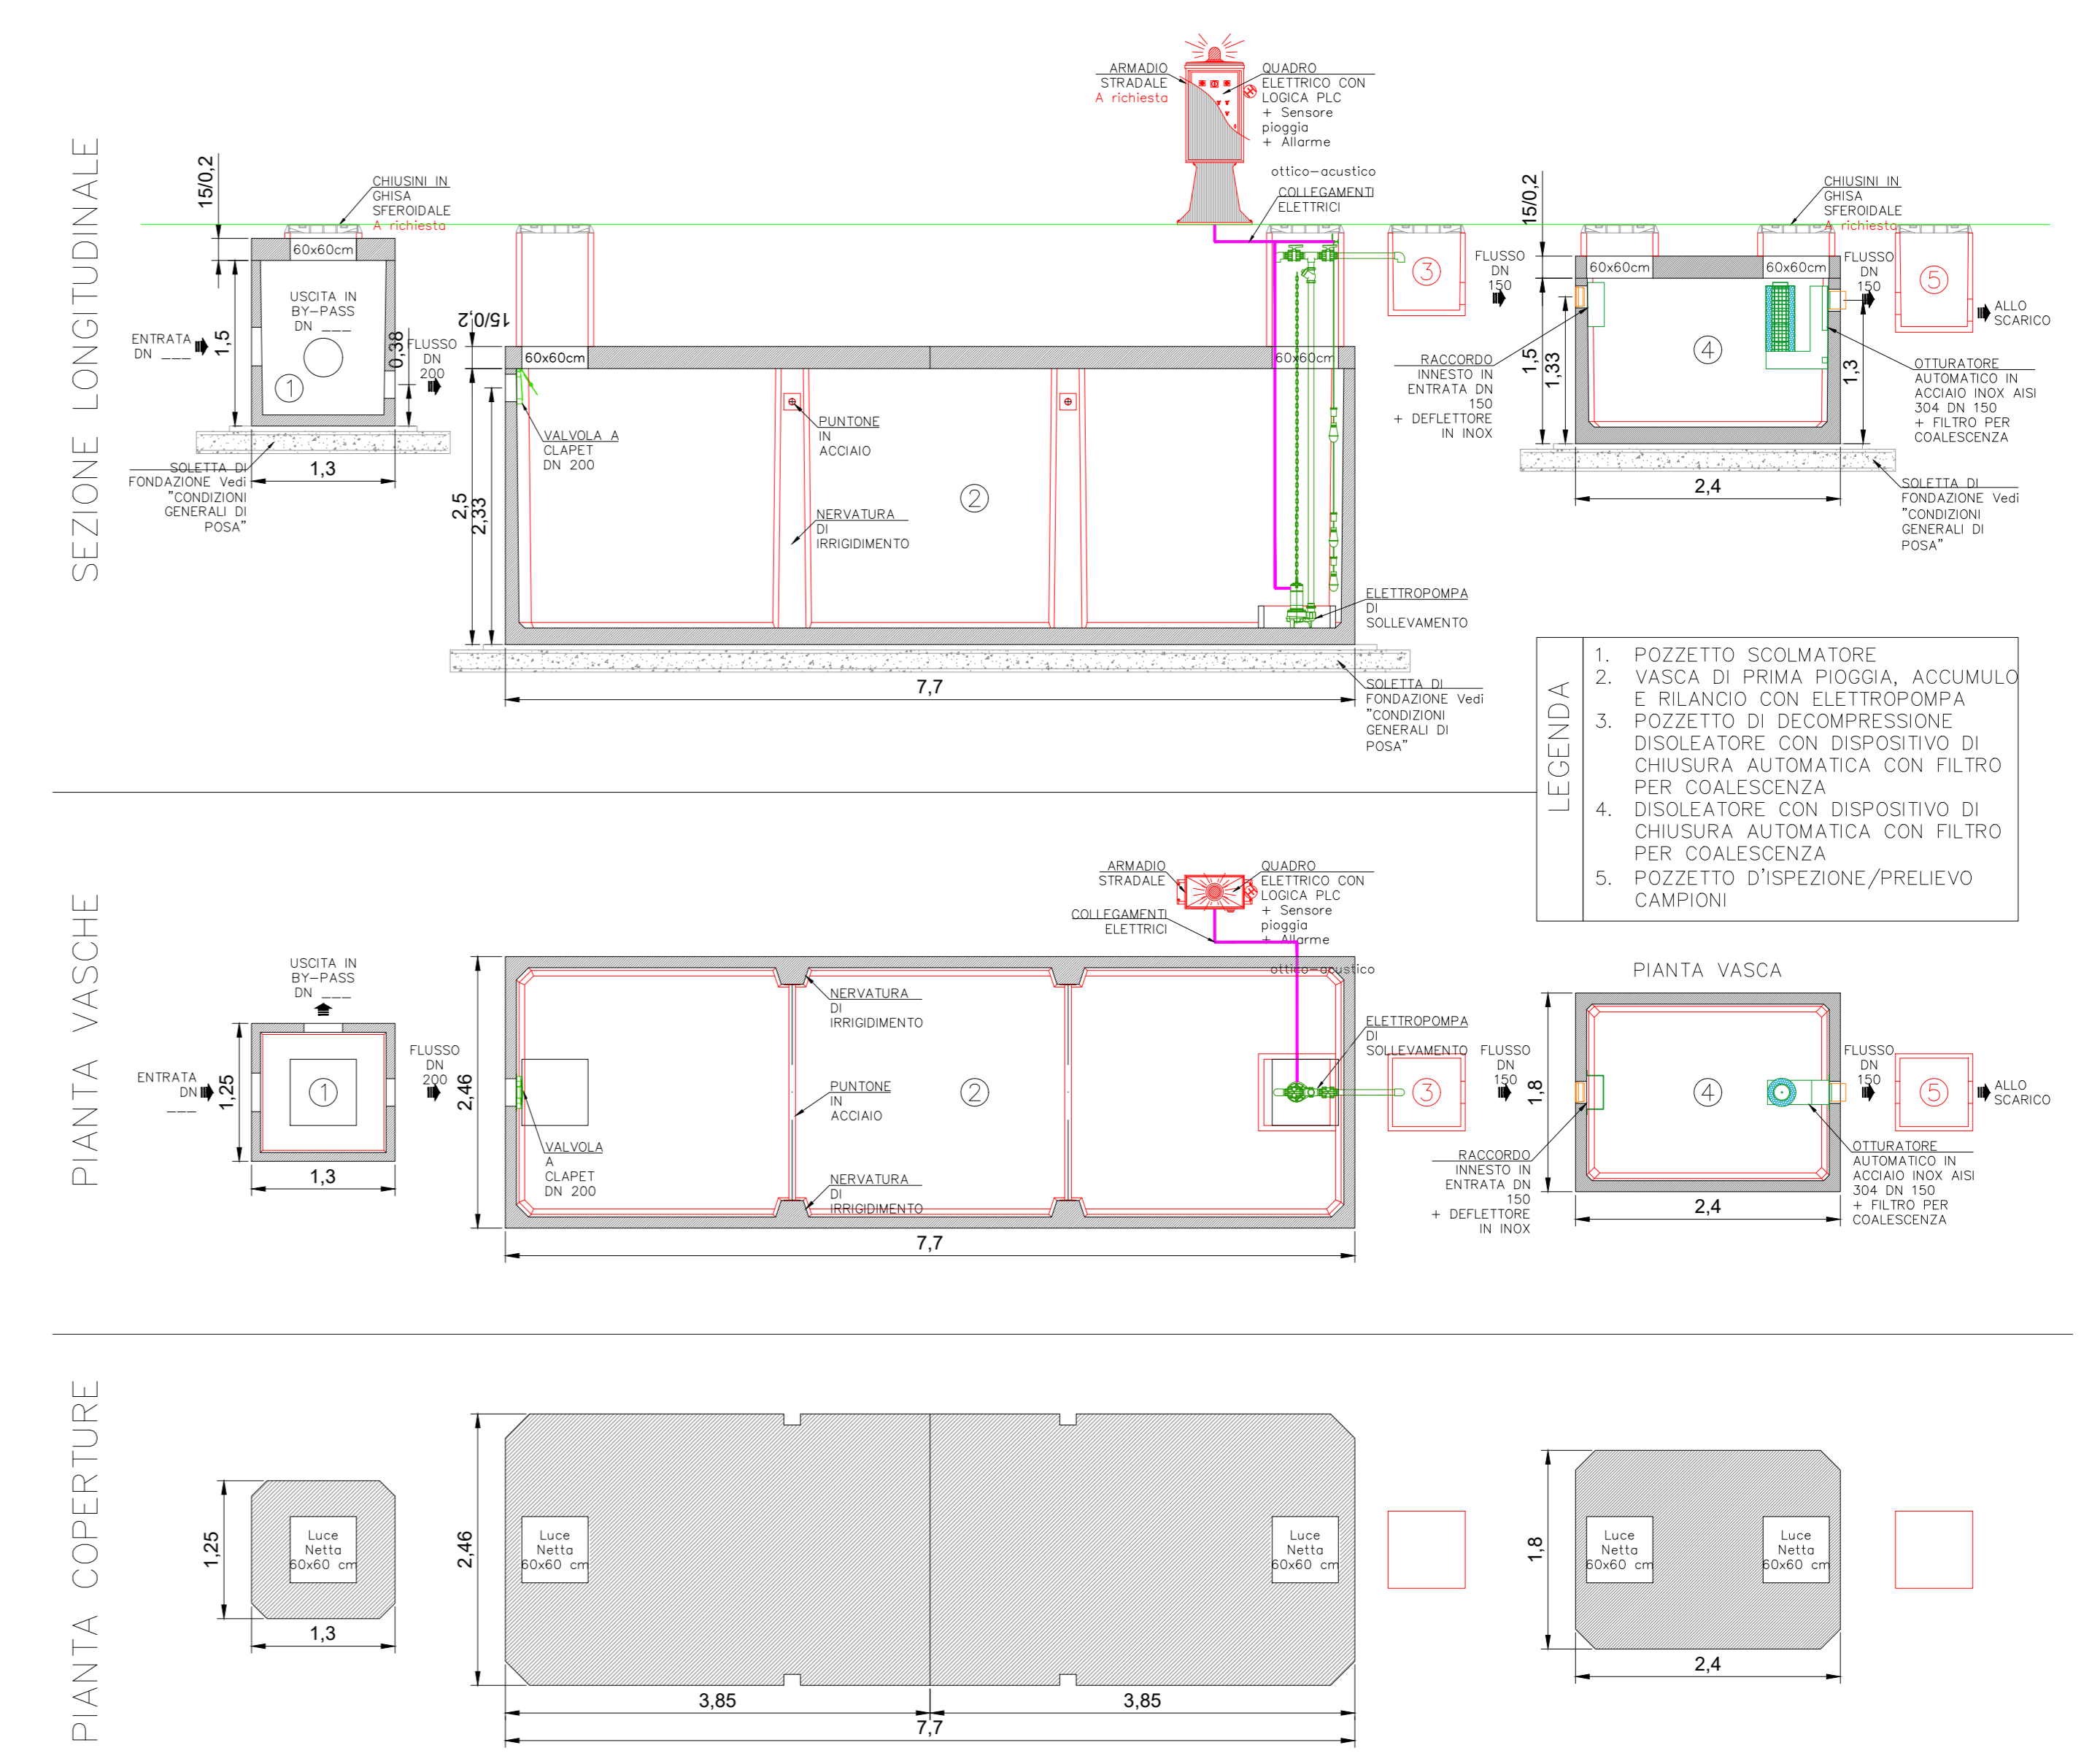 SEZIONE LONGITUDINALE
15/0,2
CHIUSINI IN
GHISA
SFEROIDALE
A richiesta
60x60cm
USCITA IN
BY-PASS
DN ___
ENTRATA
DN ___
1,5
0,38
FLUSSO
DN
200
1
1,3
SOLETTA DI
FONDAZIONE Vedi
"CONDIZIONI
GENERALI DI
POSA"
ARMADIO
STRADALE
A richiesta
QUADRO
ELETTRICO CON
LOGICA PLC
+ Sensore
pioggia
+ Allarme
ottico-acustico
COLLEGAMENTI
ELETTRICI
15/0,2
60x60cm
60x60cm
VALVOLA A
CLAPET
DN 200
PUNTONE
IN
ACCIAIO
NERVATURA
DI
IRRIGIDIMENTO
2
2,5
2,33
ELETTROPOMPA
DI
SOLLEVAMENTO
7,7
SOLETTA DI
FONDAZIONE Vedi
"CONDIZIONI
GENERALI DI
POSA"
3
FLUSSO
DN
150
15/0,2
CHIUSINI IN
GHISA
SFEROIDALE
A richiesta
60x60cm
60x60cm
FLUSSO
DN
150
5
ALLO
SCARICO
4
RACCORDO
INNESTO IN
ENTRATA DN
150
+ DEFLETTORE
IN INOX
1,5
1,33
1,3
OTTURATORE
AUTOMATICO IN
ACCIAIO INOX AISI
304 DN 150
+ FILTRO PER
COALESCENZA
2,4
SOLETTA DI
FONDAZIONE Vedi
"CONDIZIONI
GENERALI DI
POSA"
LEGENDA
1. POZZETTO SCOLMATORE
2. VASCA DI PRIMA PIOGGIA, ACCUMULO
E RILANCIO CON ELETTROPOMPA
3. POZZETTO DI DECOMPRESSIONE
DISOLEATORE CON DISPOSITIVO DI
CHIUSURA AUTOMATICA CON FILTRO
PER COALESCENZA
4. DISOLEATORE CON DISPOSITIVO DI
CHIUSURA AUTOMATICA CON FILTRO
PER COALESCENZA
5. POZZETTO D'ISPEZIONE/PRELIEVO
CAMPIONI
PIANTA VASCHE
USCITA IN
BY-PASS
DN ___
ENTRATA
DN
___
1,25
1
FLUSSO
DN
200
1,3
ARMADIO
STRADALE
QUADRO
ELETTRICO CON
LOGICA PLC
+ Sensore
pioggia
+ Allarme
ottico-acustico
COLLEGAMENTI
ELETTRICI
2,46
NERVATURA
DI
IRRIGIDIMENTO
PUNTONE
IN
ACCIAIO
VALVOLA
A
CLAPET
DN 200
NERVATURA
DI
IRRIGIDIMENTO
2
ELETTROPOMPA
DI
SOLLEVAMENTO
3
7,7
FLUSSO
DN
150
PIANTA VASCA
1,8
4
RACCORDO
INNESTO IN
ENTRATA DN
150
+ DEFLETTORE
IN INOX
FLUSSO
DN
150
5
ALLO
SCARICO
OTTURATORE
AUTOMATICO IN
ACCIAIO INOX AISI
304 DN 150
+ FILTRO PER
COALESCENZA
2,4
PIANTA COPERTURE
1,25
Luce
Netta
60x60 cm
1,3
2,46
Luce
Netta
60x60 cm
Luce
Netta
60x60 cm
3,85
3,85
7,7
1,8
Luce
Netta
60x60 cm
Luce
Netta
60x60 cm
2,4